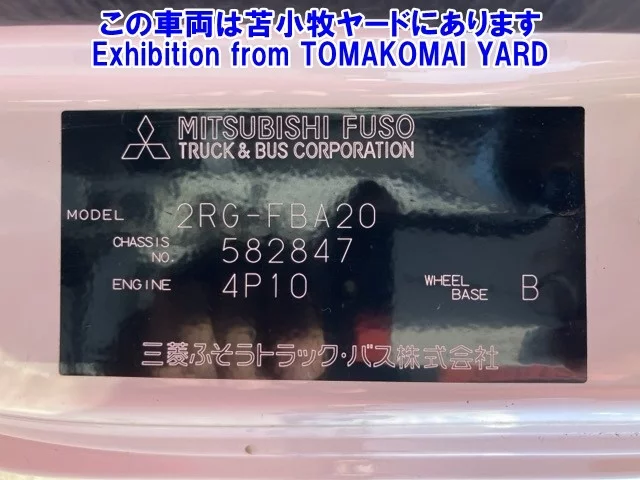 この車両は苫小牧ヤードにあります
Exhibition from TOMAKOMAI YARD
MITSUBISHI FUSO
TRUCK & BUS CORPORATION
MODEL 2RG-FBA20
CHASSIS NO. 582847
ENGINE 4P10 WHEEL BASE B
三菱ふそうトラック・バス株式会社